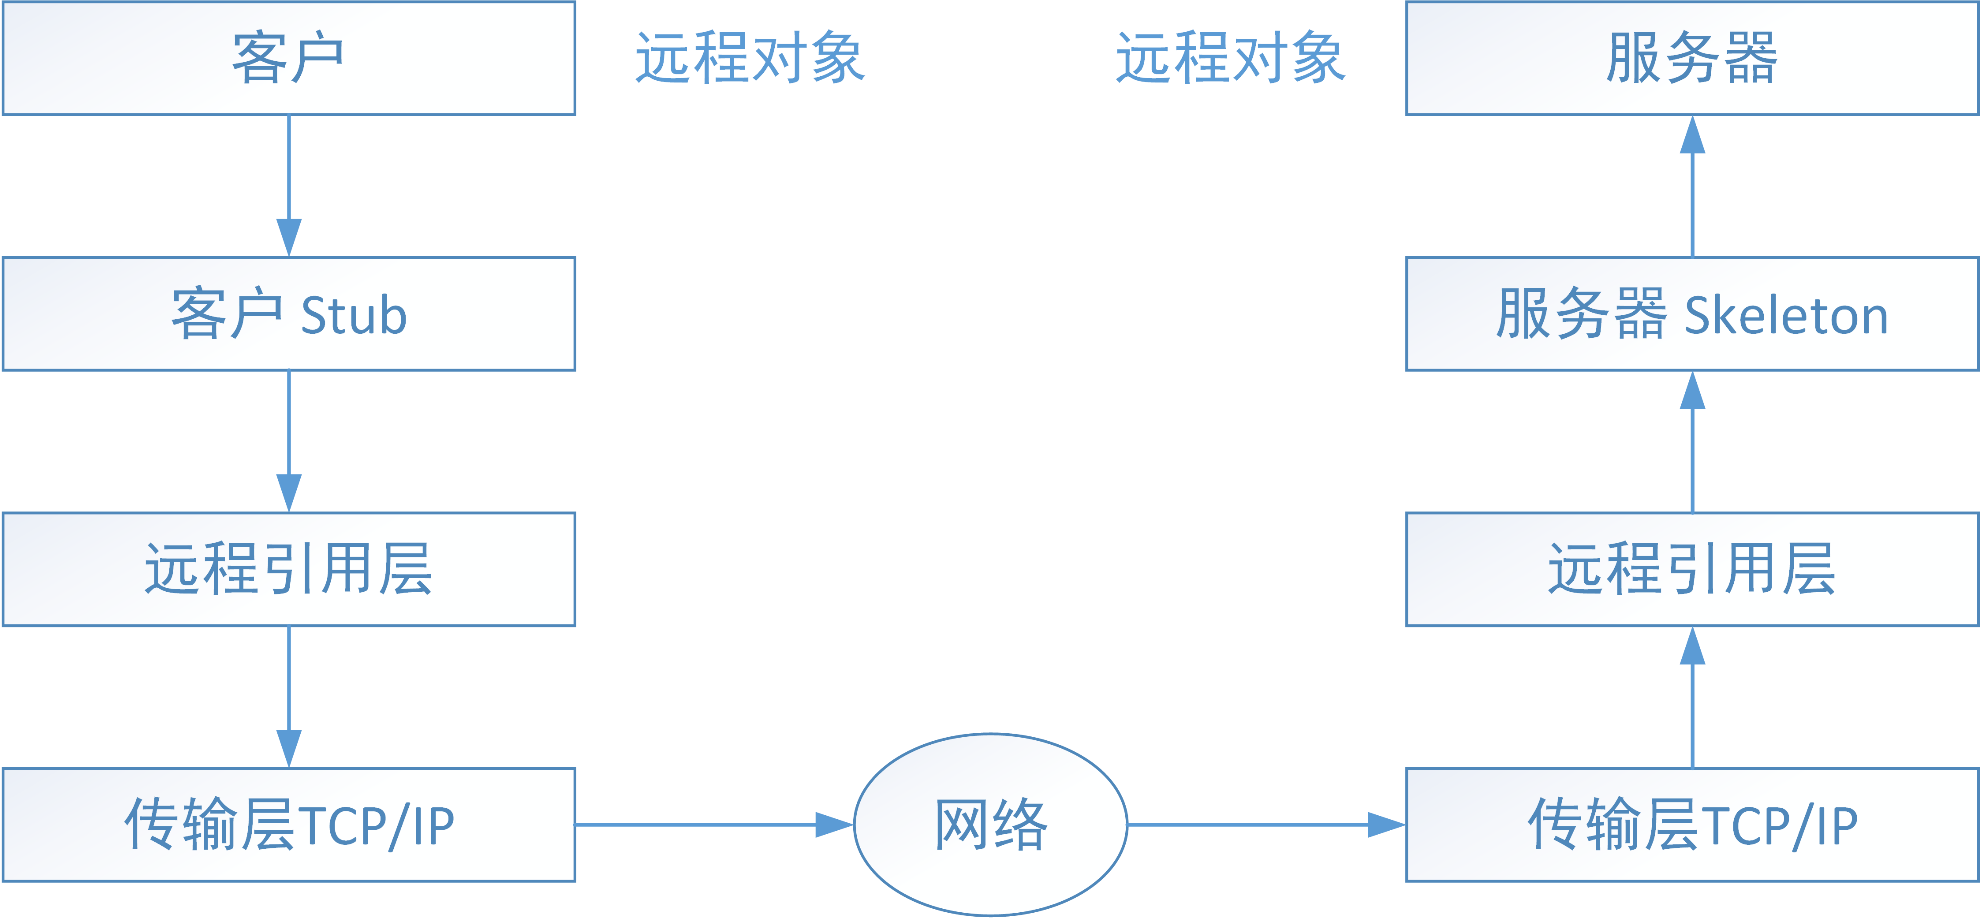 客户
远程对象
远程对象
服务器
客户 Stub
服务器 Skeleton
远程引用层
远程引用层
传输层TCP/IP
网络
传输层TCP/IP